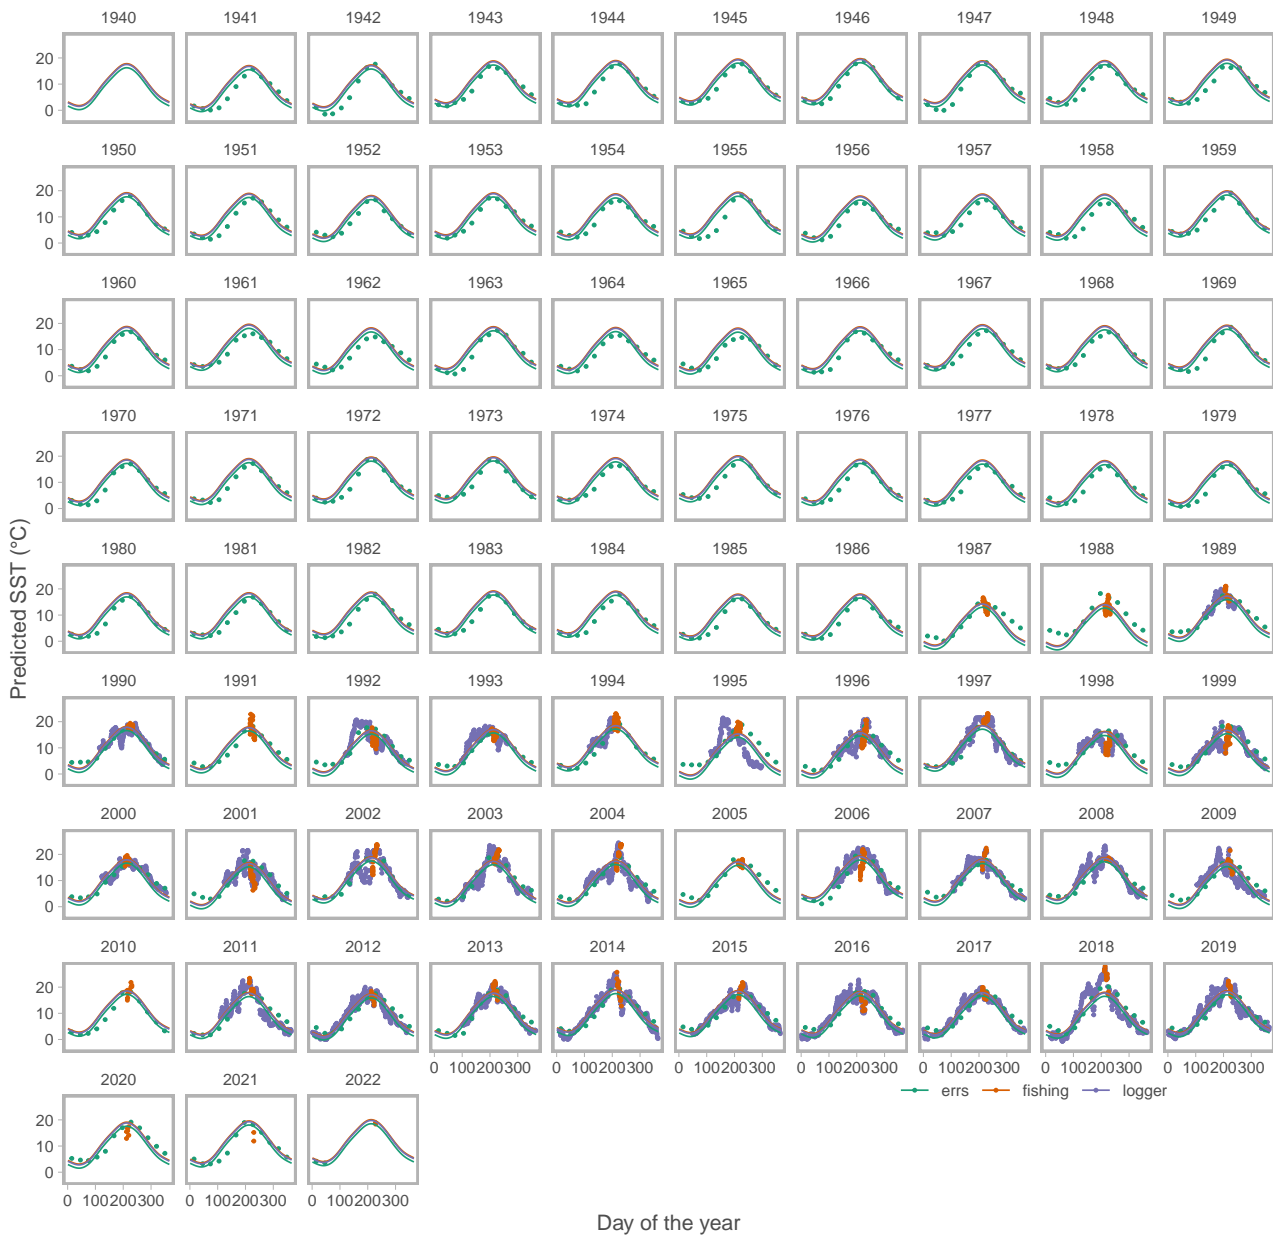 1940 1941 1942 1943 1944 1945 1946 1947 1948 1949
20
10
0
1950 1951 1952 1953 1954 1955 1956 1957 1958 1959
20
10
0
1960 1961 1962 1963 1964 1965 1966 1967 1968 1969
20
10
0
1970 1971 1972 1973 1974 1975 1976 1977 1978 1979
20
10
0
Predicted SST (°C)
1980 1981 1982 1983 1984 1985 1986 1987 1988 1989
20
10
0
1990 1991 1992 1993 1994 1995 1996 1997 1998 1999
20
10
0
2000 2001 2002 2003 2004 2005 2006 2007 2008 2009
20
10
0
2010 2011 2012 2013 2014 2015 2016 2017 2018 2019
20
10
0
0 100200300 0 100200300 0 100200300 0 100200300 0 100200300 0 100200300 0 100200300
2020 2021 2022
errs fishing logger
20
10
0
0 100200300 0 100200300 0 100200300
Day of the year